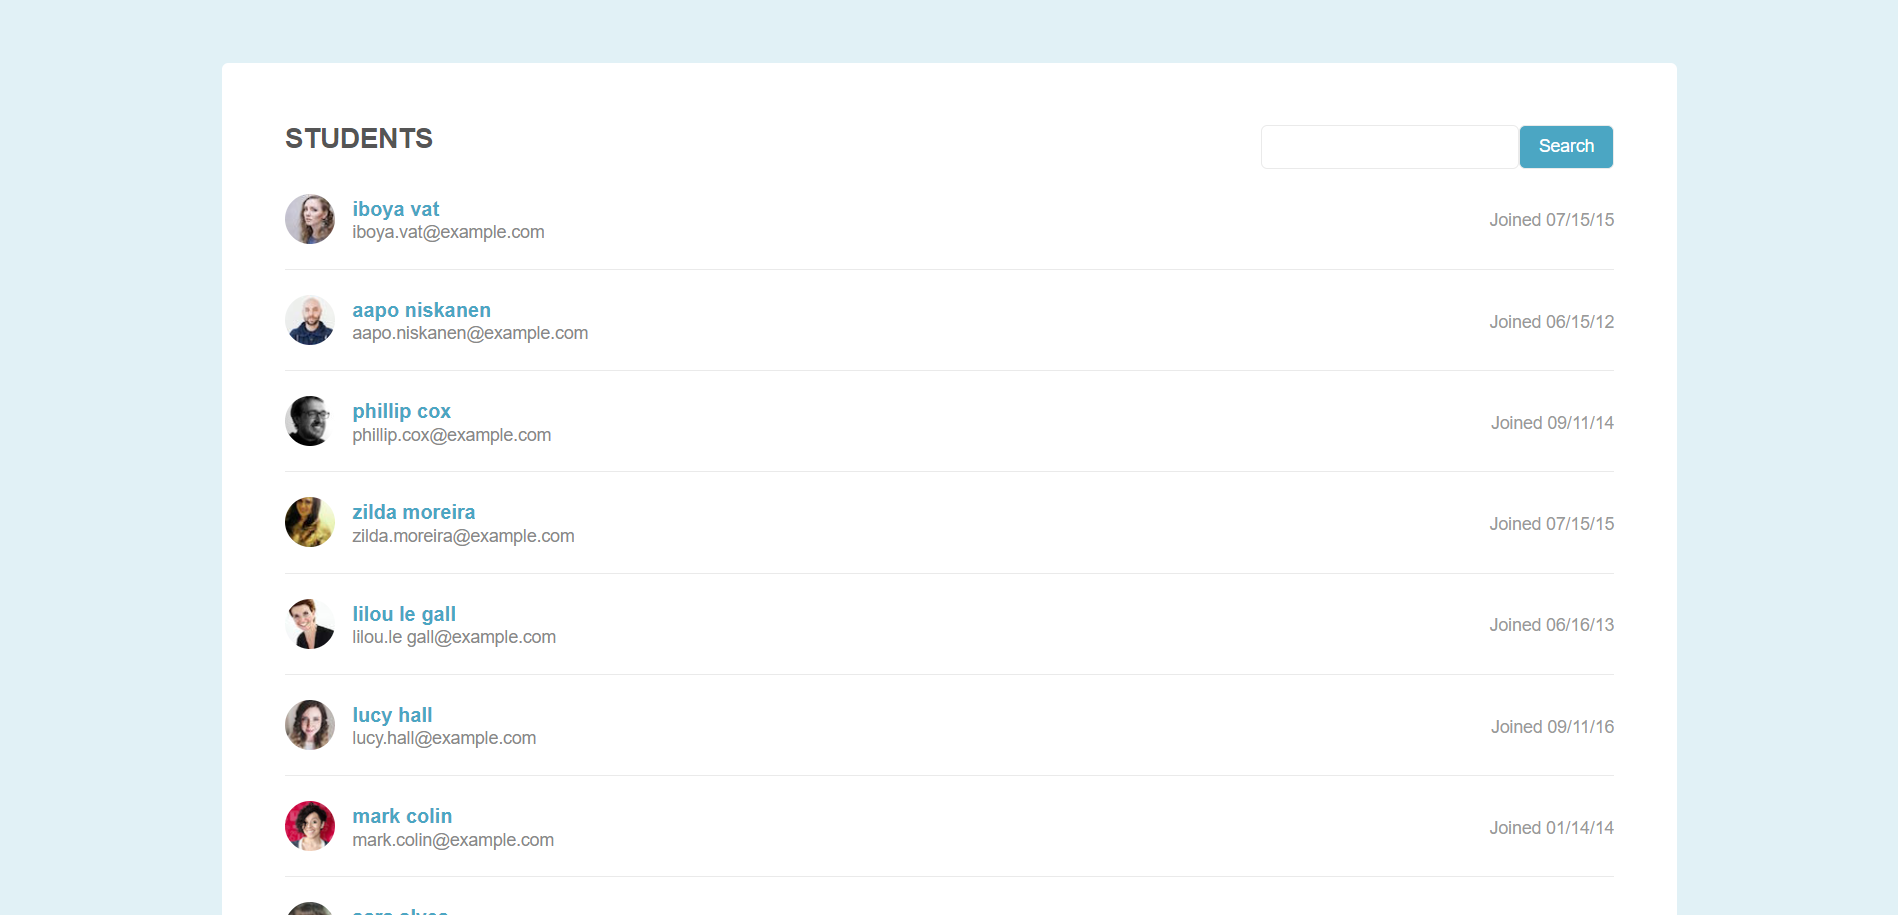 STUDENTS
Search
iboya vat
iboya.vat@example.com
Joined 07/15/15
aapo niskanen
aapo.niskanen@example.com
Joined 06/15/12
phillip cox
phillip.cox@example.com
Joined 09/11/14
zilda moreira
zilda.moreira@example.com
Joined 07/15/15
lilou le gall
lilou.le gall@example.com
Joined 06/16/13
lucy hall
lucy.hall@example.com
Joined 09/11/16
mark colin
mark.colin@example.com
Joined 01/14/14